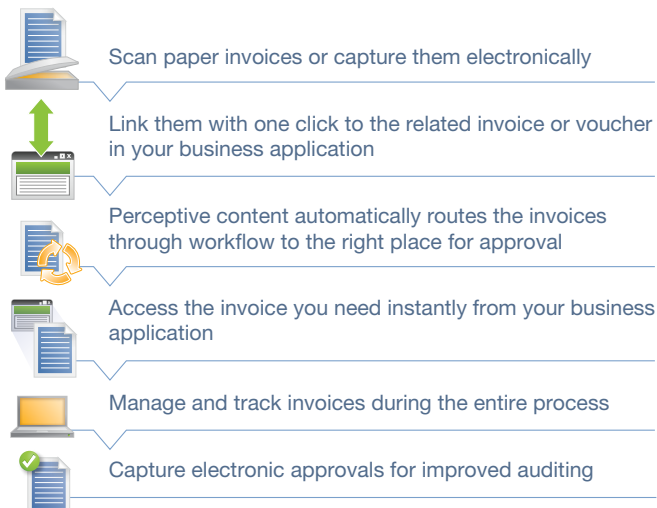 Scan paper invoices or capture them electronically
Link them with one click to the related invoice or voucher
in your business application
Perceptive content automatically routes the invoices
through workflow to the right place for approval
Access the invoice you need instantly from your business
application
Manage and track invoices during the entire process
Capture electronic approvals for improved auditing